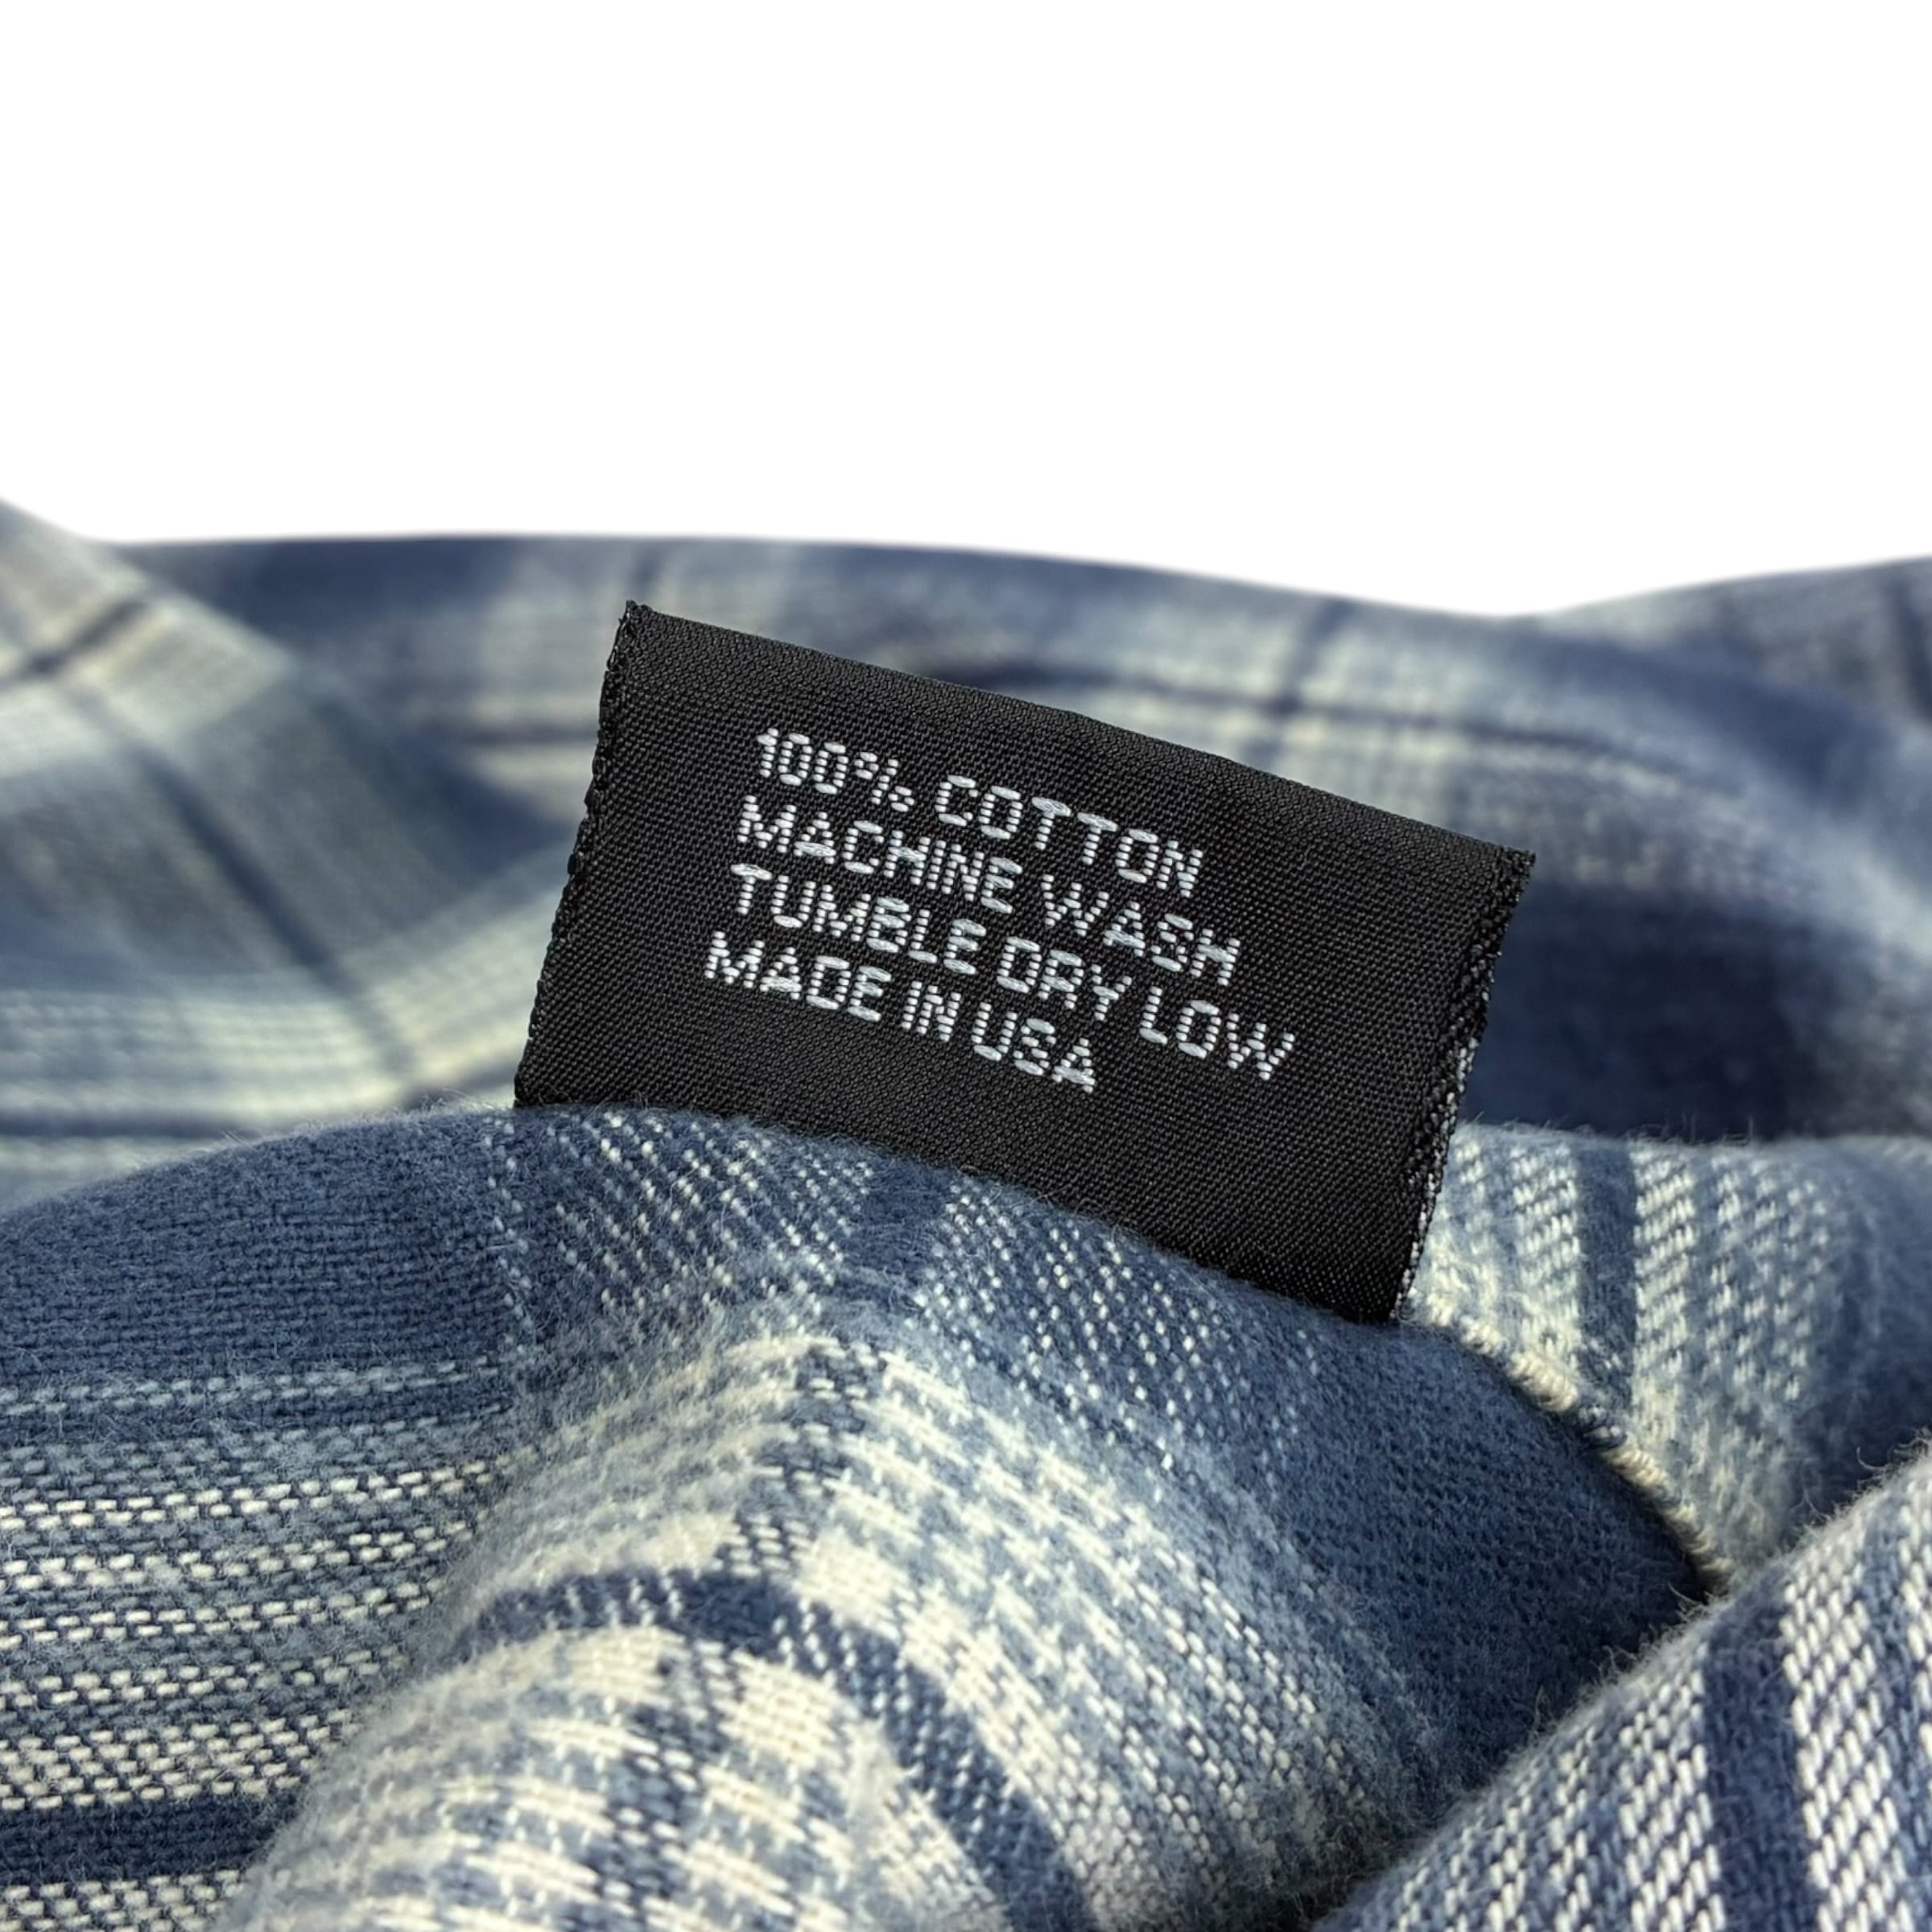 100% COTTON
MACHINE WASH
TUMBLE DRY LOW
MADE IN USA